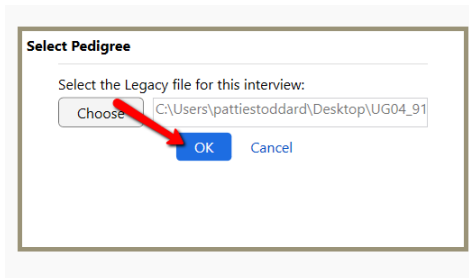 Select Pedigree
Select the Legacy file for this interview:
Choose C:\Users\pattiestoddard\Desktop\UG04_91
OK Cancel